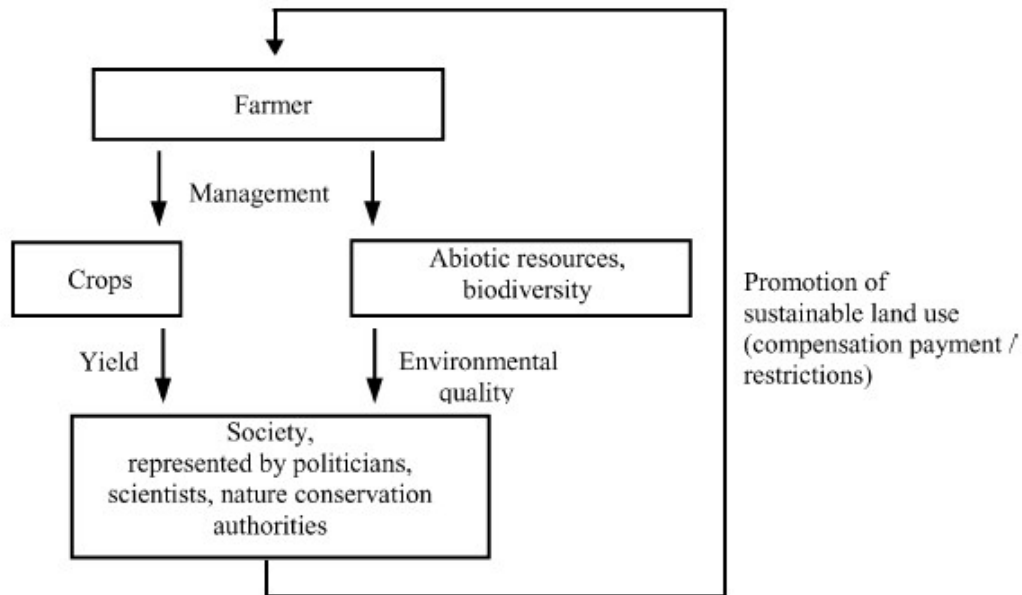 Farmer
Management
Crops
Abiotic resources,
biodiversity
Promotion of
sustainable land use
(compensation payment /
restrictions)
Yield
Environmental
quality
Society,
represented by politicians,
scientists, nature conservation
authorities